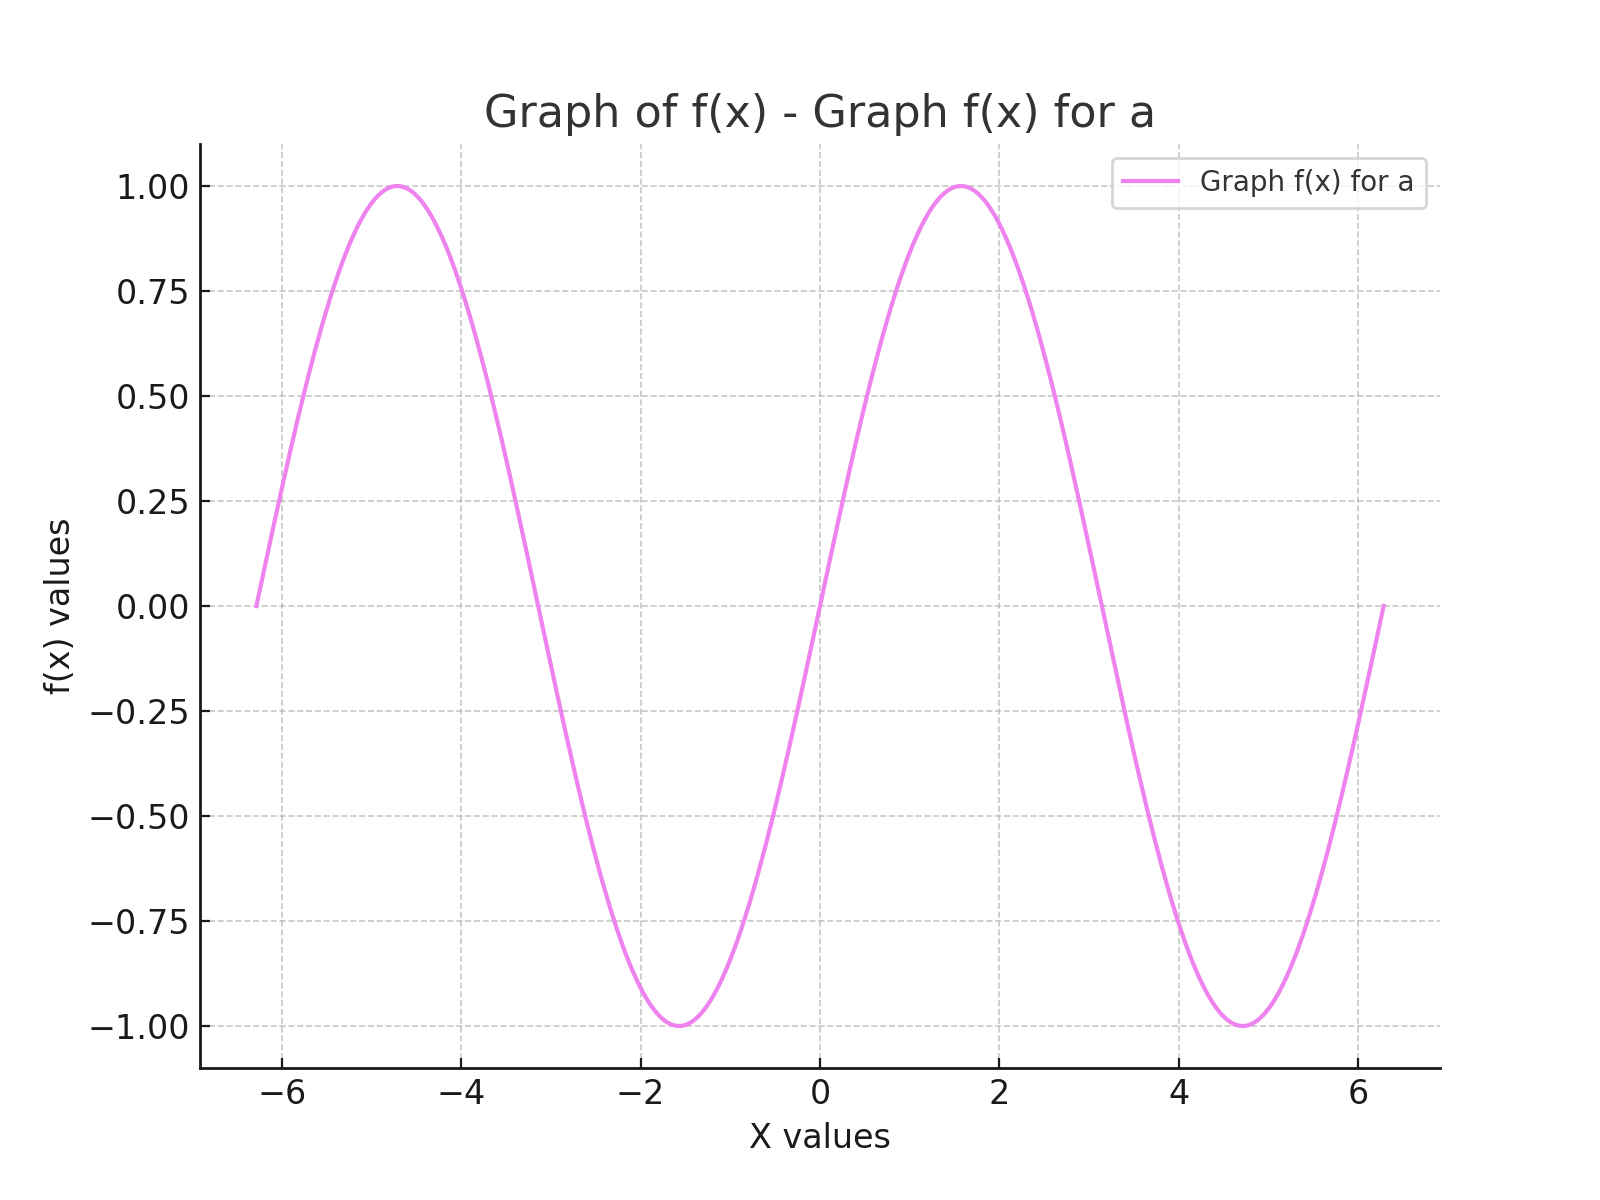 Graph of f(x) - Graph f(x) for a
Graph f(x) for a
1.00
0.75
0.50
0.25
0.00
−0.25
−0.50
−0.75
−1.00
f(x) values
−6 −4 −2 0 2 4 6
X values